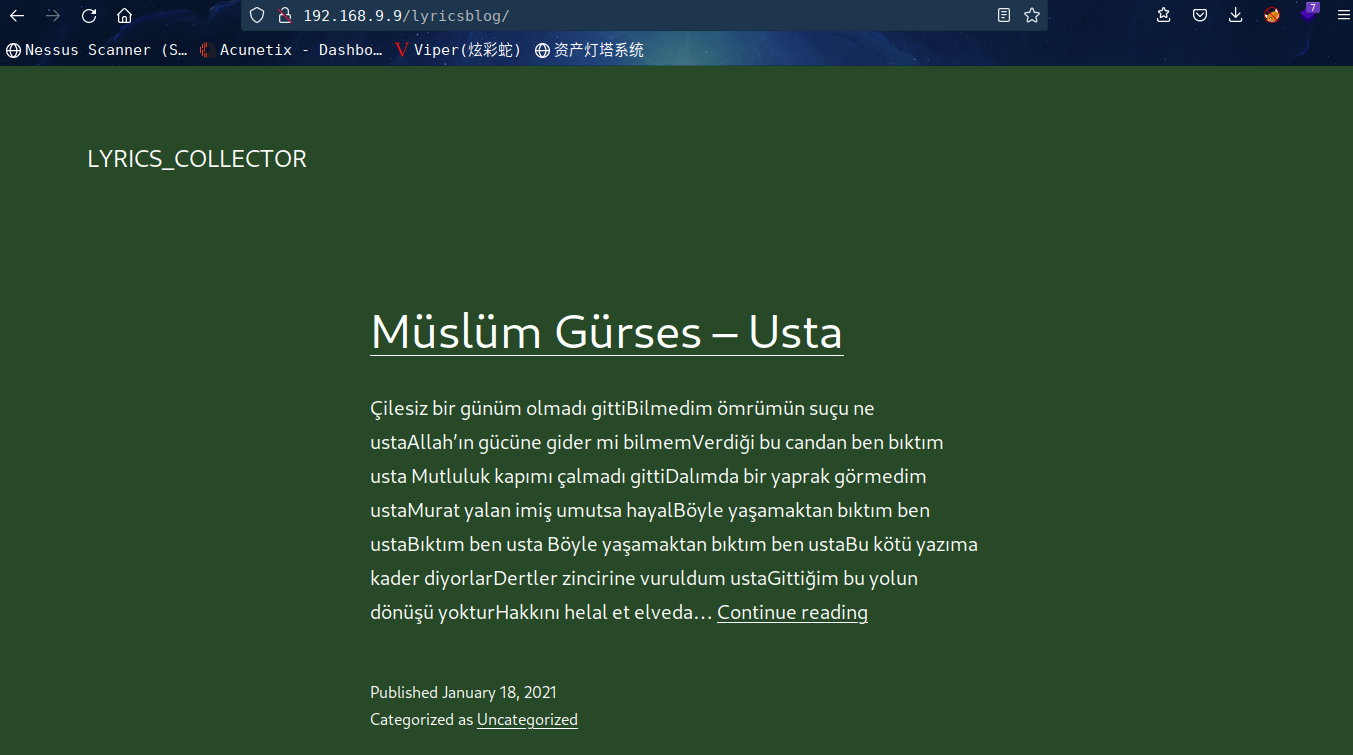 192.168.9.9/lyricsblog/
7
Nessus Scanner (S… Acunetix - Dashbo… Viper(炫彩蛇) 资产灯塔系统
LYRICS_COLLECTOR
Müslüm Gürses – Usta
Çilesiz bir günüm olmadı gittiBilmedim ömrümün suçu ne
ustaAllah’ın gücüne gider mi bilmemVerdiği bu candan ben bıktım
usta Mutluluk kapımı çalmadı gittiDalımda bir yaprak görmedim
ustaMurat yalan imiş umutsa hayalBöyle yaşamaktan bıktım ben
ustaBıktım ben usta Böyle yaşamaktan bıktım ben ustaBu kötü yazıma
kader diyorlarDertler zincirine vuruldum ustaGittiğim bu yolun
dönüşü yokturHakkını helal et elveda… Continue reading
Published January 18, 2021
Categorized as Uncategorized